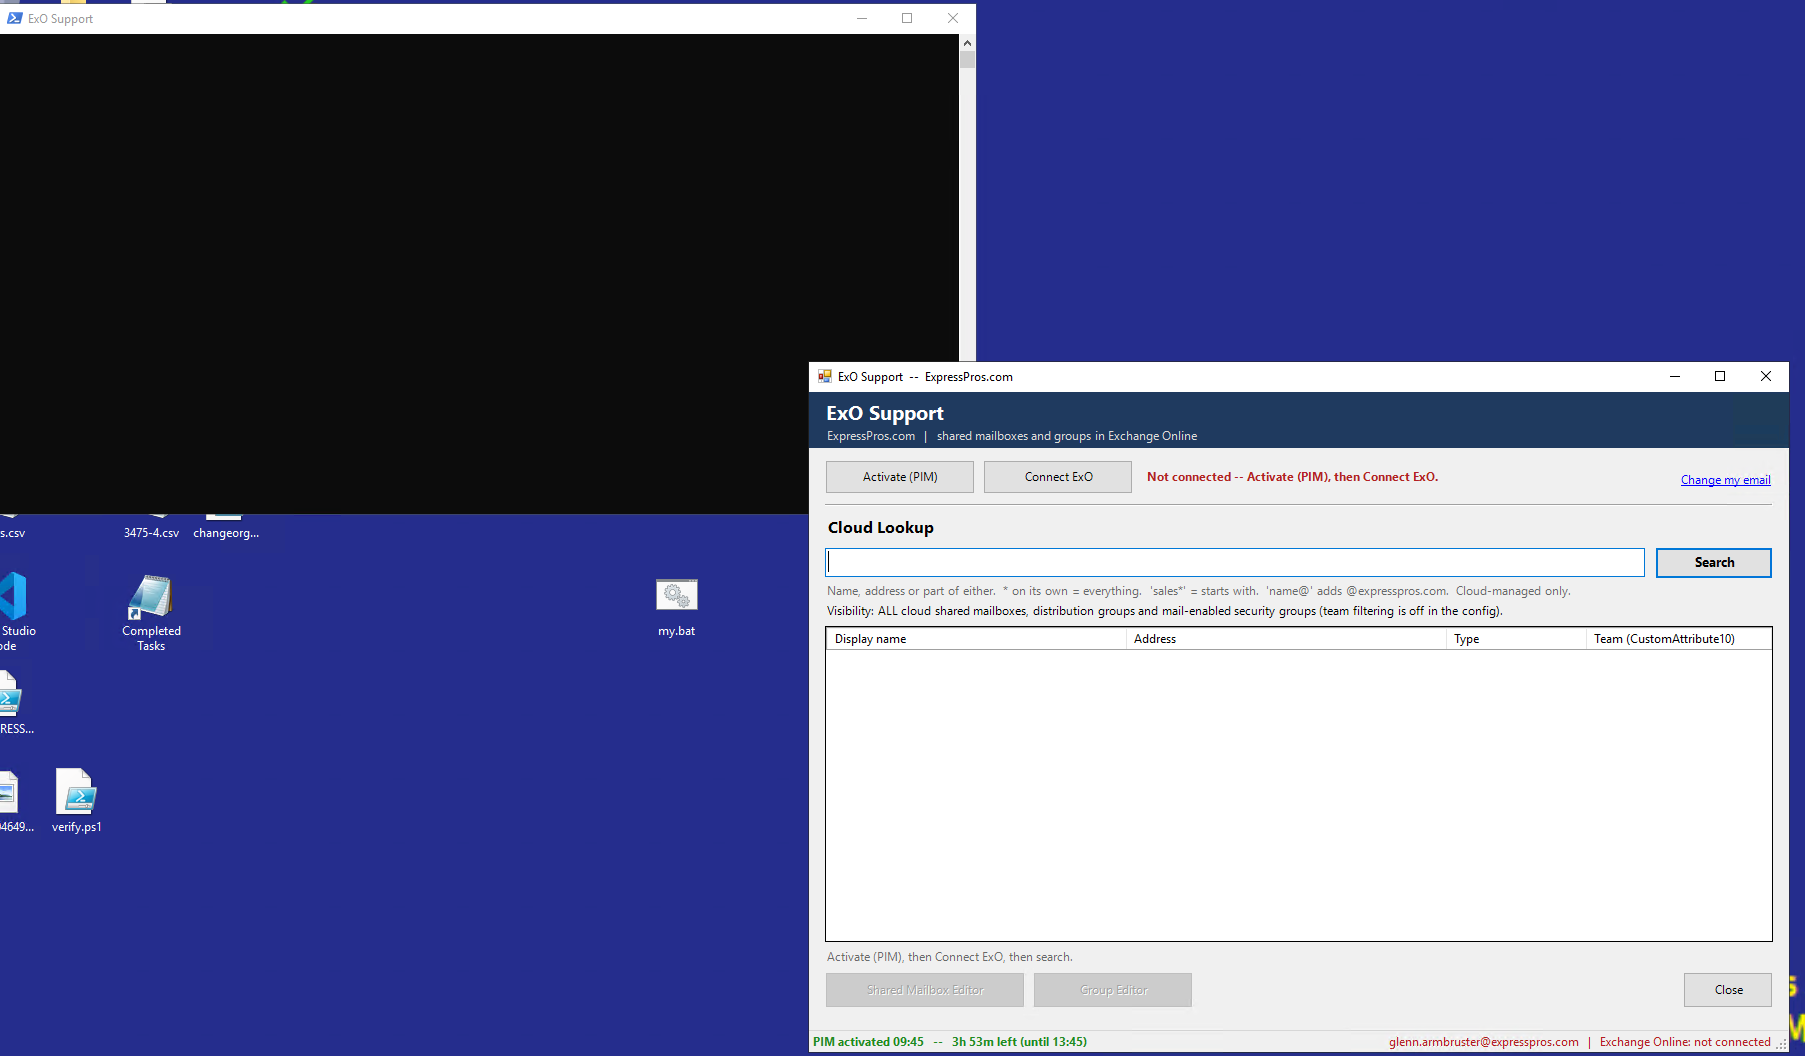 ExO Support
s.csv
3475-4.csv
changeorg...
Studio
ode
Completed
Tasks
my.bat
RESS...
04649...
verify.ps1
ExO Support -- ExpressPros.com
ExO Support
ExpressPros.com | shared mailboxes and groups in Exchange Online
Activate (PIM)
Connect ExO
Not connected -- Activate (PIM), then Connect ExO.
Change my email
Cloud Lookup
Search
Name, address or part of either. * on its own = everything. 'sales*' = starts with. 'name@' adds @expresspros.com. Cloud-managed only.
Visibility: ALL cloud shared mailboxes, distribution groups and mail-enabled security groups (team filtering is off in the config).
Display name
Address
Type
Team (CustomAttribute10)
Activate (PIM), then Connect ExO, then search.
Shared Mailbox Editor
Group Editor
Close
PIM activated 09:45 -- 3h 53m left (until 13:45)
glenn.armbruster@expresspros.com | Exchange Online: not connected